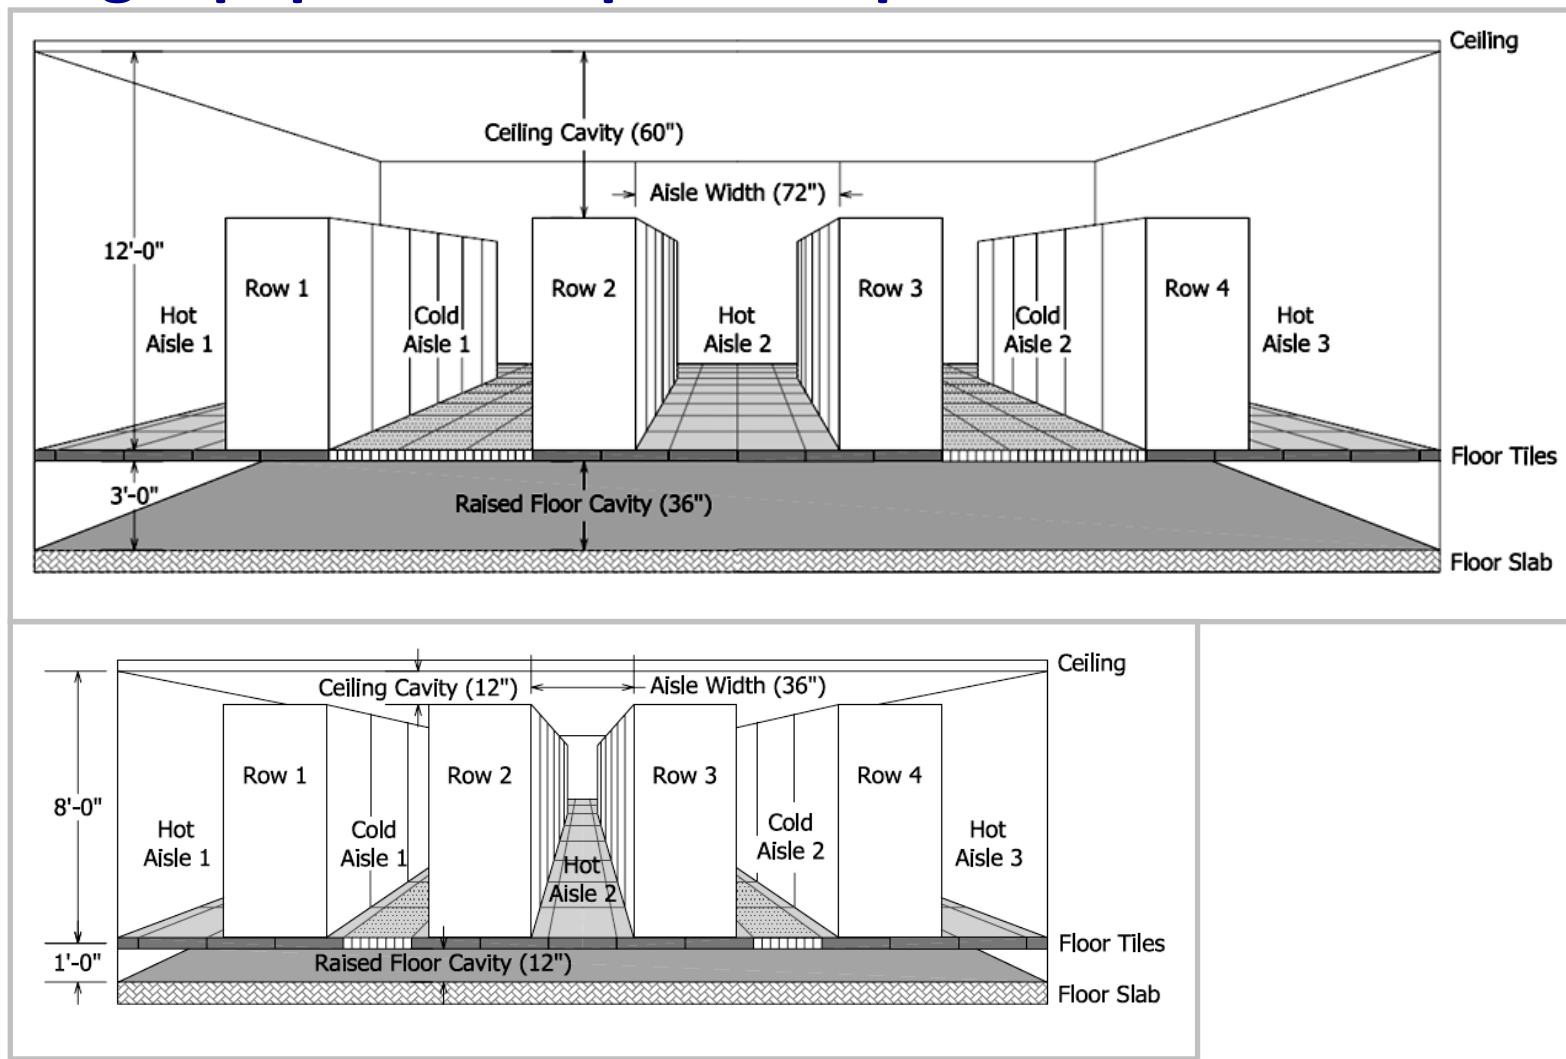 Ceiling
Ceiling Cavity (60")
Aisle Width (72")
12'-0"
Row 1
Row 2
Row 3
Row 4
Hot
Aisle 1
Cold
Aisle 1
Hot
Aisle 2
Cold
Aisle 2
Hot
Aisle 3
Floor Tiles
3'-0"
Raised Floor Cavity (36")
Floor Slab
Ceiling
Ceiling Cavity (12")
Aisle Width (36")
Row 1
Row 2
Row 3
Row 4
8'-0"
Hot
Aisle 1
Cold
Aisle 1
Hot
Aisle 2
Cold
Aisle 2
Hot
Aisle 3
Floor Tiles
1'-0"
Raised Floor Cavity (12")
Floor Slab